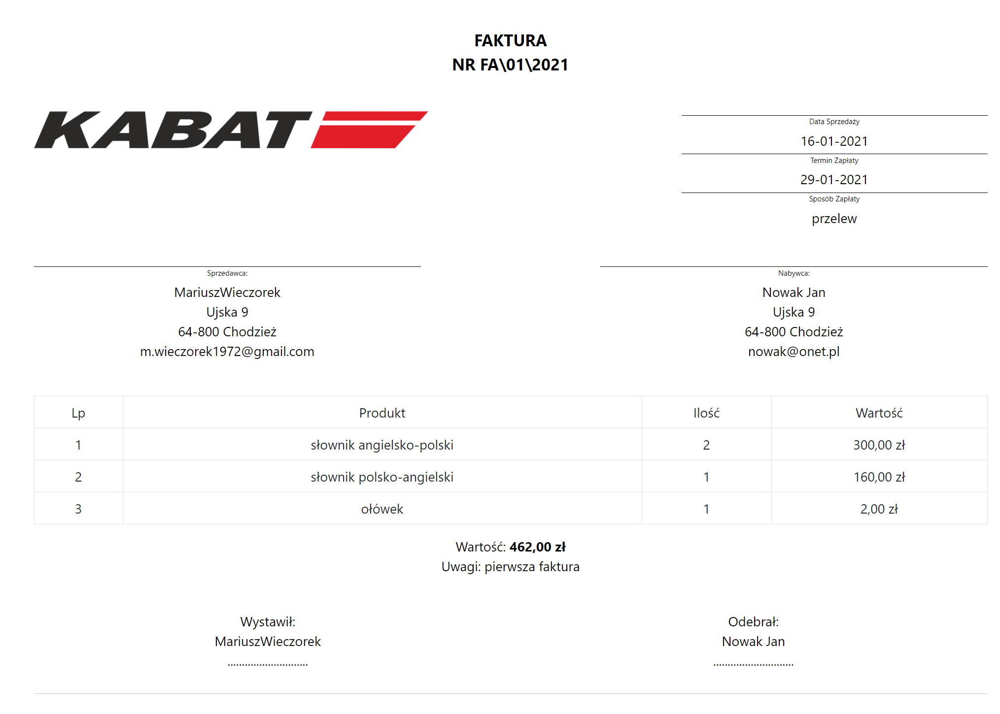 FAKTURA
NR FA\01\2021
KABAT
Data Sprzedaży
16-01-2021
Termin Zapłaty
29-01-2021
Sposób Zapłaty
przelew
Sprzedawca:
MariuszWieczorek
Ujska 9
64-800 Chodzież
m.wieczorek1972@gmail.com
Nabywca:
Nowak Jan
Ujska 9
64-800 Chodzież
nowak@onet.pl
Lp Produkt Ilość Wartość
1 słownik angielsko-polski 2 300,00 zł
2 słownik polsko-angielski 1 160,00 zł
3 ołówek 1 2,00 zł
Wartość: 462,00 zł
Uwagi: pierwsza faktura
Wystawił:
MariuszWieczorek
............................
Odebrał:
Nowak Jan
............................